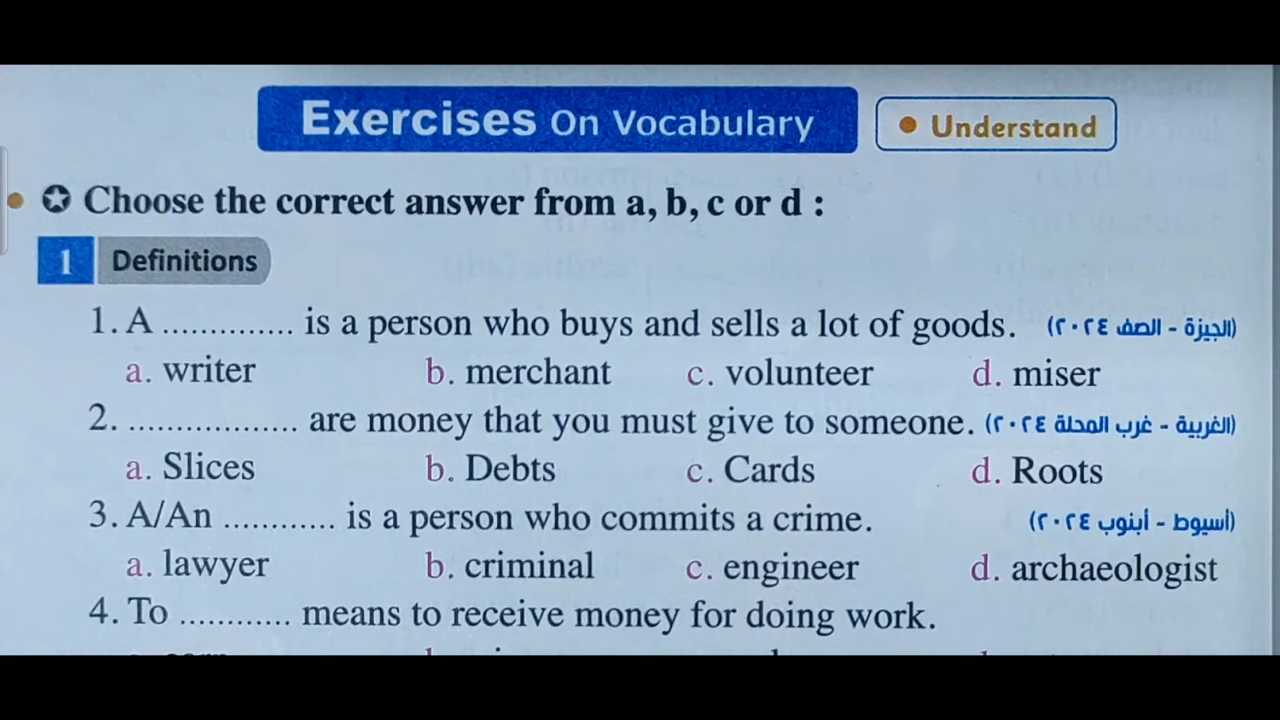 Exercises On Vocabulary
• Understand
• ✪ Choose the correct answer from a, b, c or d :
1 Definitions
1. A ............. is a person who buys and sells a lot of goods. (الجيزة - الصف ٢٠٢٤)
a. writer b. merchant c. volunteer d. miser
2. ................. are money that you must give to someone. (الغربية - غرب المحلة ٢٠٢٤)
a. Slices b. Debts c. Cards d. Roots
3. A/An ........... is a person who commits a crime. (أسيوط - أبنوب ٢٠٢٤)
a. lawyer b. criminal c. engineer d. archaeologist
4. To ........... means to receive money for doing work.